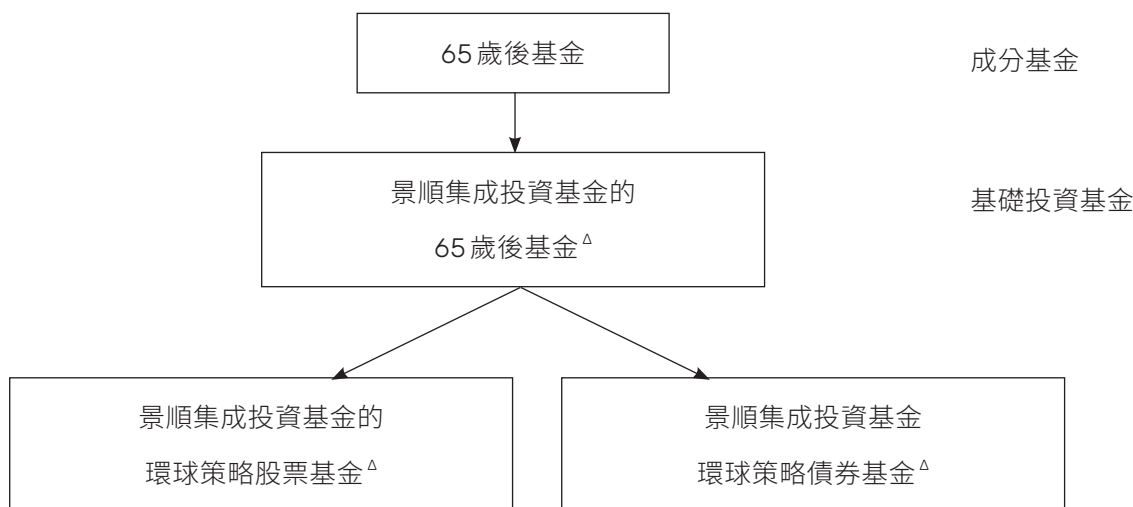 65歲後基金
成分基金
景順集成投資基金的
65歲後基金Δ
基礎投資基金
景順集成投資基金的
環球策略股票基金Δ
景順集成投資基金
環球策略債券基金Δ